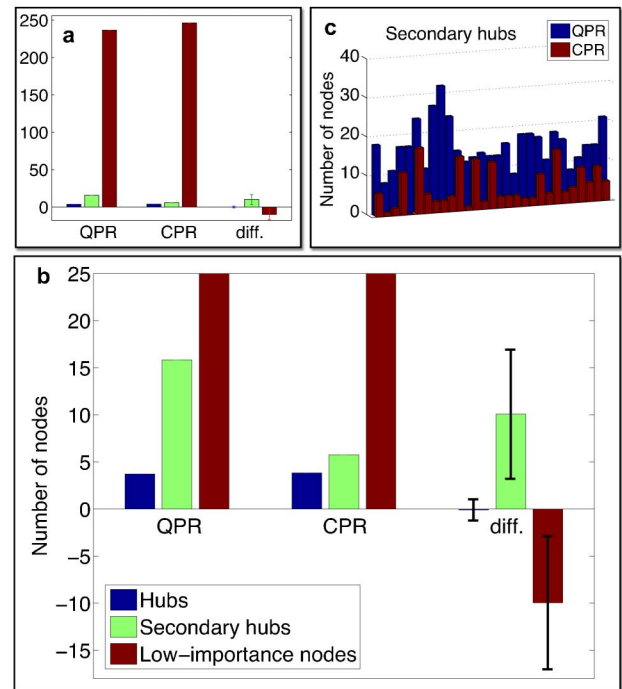 a
250
200
150
100
50
0
QPR CPR diff.
c
Secondary hubs
QPR
CPR
Number of nodes
40
30
20
10
0
b
Number of nodes
25
20
15
10
5
0
−5
−10
−15
QPR CPR diff.
Hubs
Secondary hubs
Low−importance nodes